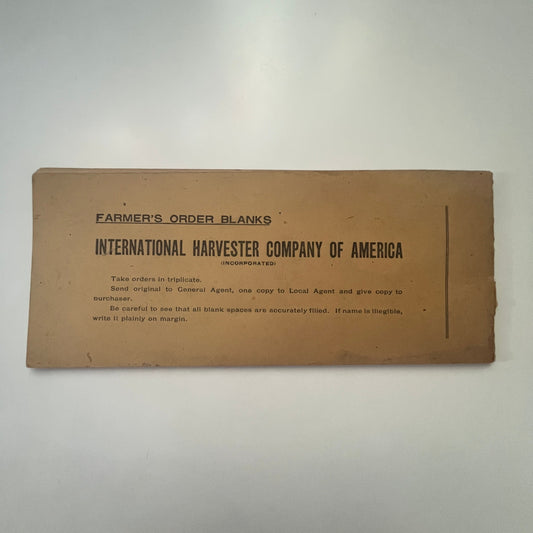 FARMER'S ORDER BLANKS
INTERNATIONAL HARVESTER COMPANY OF AMERICA
(INCORPORATED)
Take orders in triplicate.
Send original to General Agent, one copy to Local Agent and give copy to
purchaser.
Be careful to see that all blank spaces are accurately filled. If name is illegible,
write it plainly on margin.